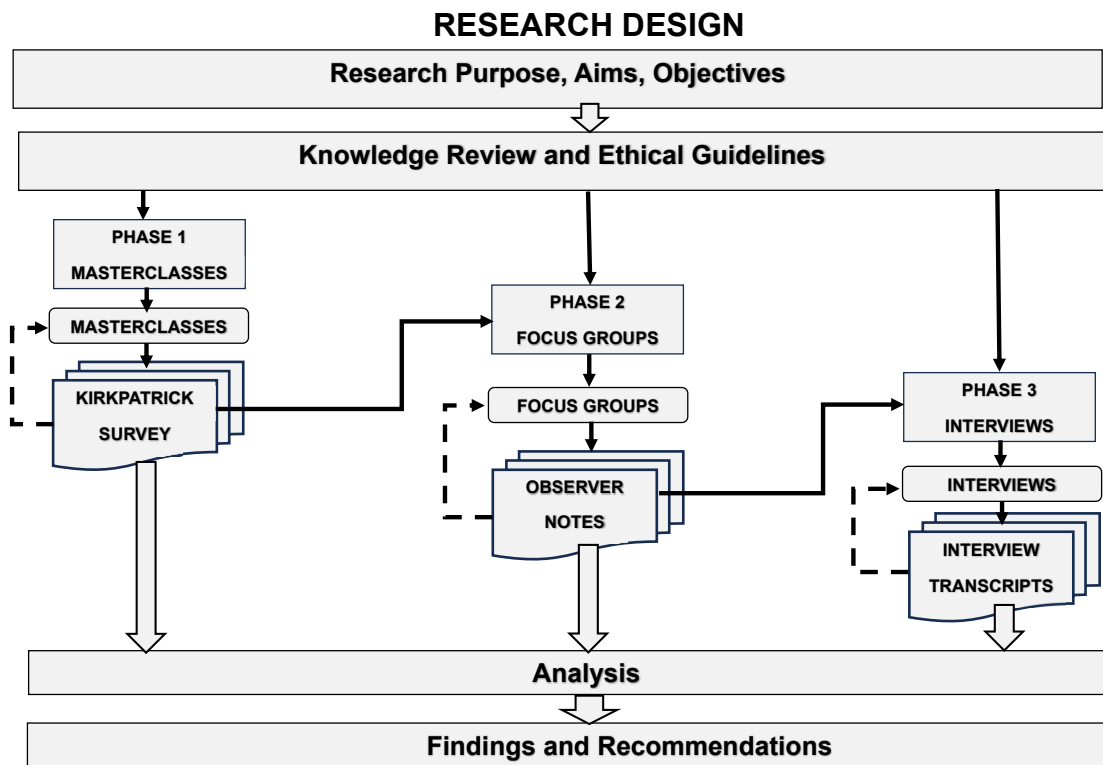 RESEARCH DESIGN
Research Purpose, Aims, Objectives
Knowledge Review and Ethical Guidelines
PHASE 1
MASTERCLASSES
MASTERCLASSES
KIRKPATRICK
SURVEY
PHASE 2
FOCUS GROUPS
FOCUS GROUPS
OBSERVER
NOTES
PHASE 3
INTERVIEWS
INTERVIEWS
INTERVIEW
TRANSCRIPTS
Analysis
Findings and Recommendations